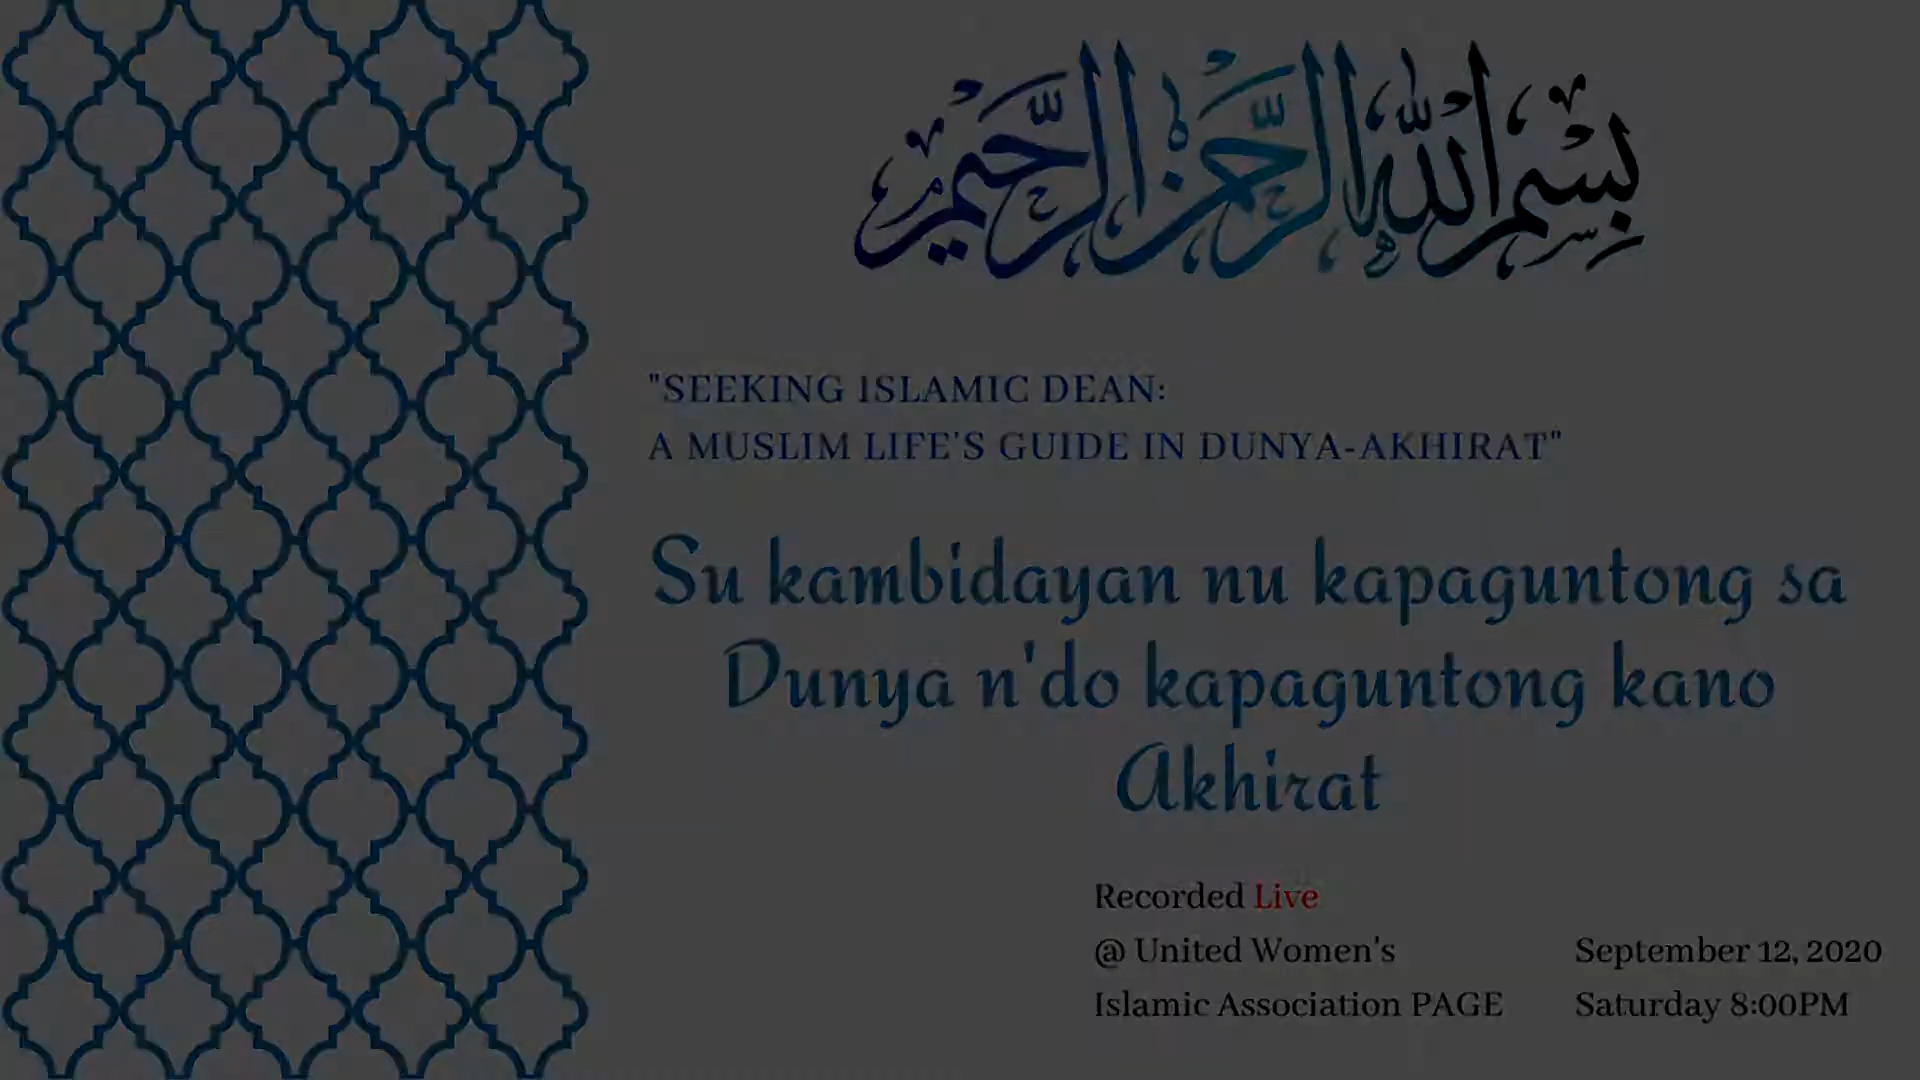 بسم الله الرحمن الرحيم
"SEEKING ISLAMIC DEAN:
A MUSLIM LIFE'S GUIDE IN DUNYA-AKHIRAT"
Su kambidayan nu kapaguntong sa
Dunya n'do kapaguntong kano
Akhirat
Recorded Live
@ United Women's
Islamic Association PAGE
September 12, 2020
Saturday 8:00PM